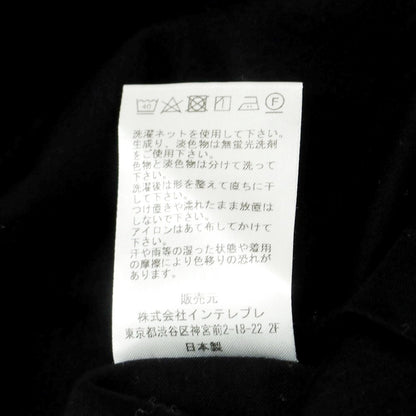 40
F
洗濯ネットを使用して下さい。
生成り、淡色物は無蛍光洗剤
をご使用下さい。
色物と淡色物は分けて洗って
下さい。
洗濯後は形を整えて直ちに干
して下さい。
つけ置きや濡れたまま放置は
しないで下さい。
アイロンはあて布してかけて
下さい。
汗や雨等の湿った状態や着用
の摩擦により色移りの恐れが
あります。
販売元
株式会社インテレプレ
東京都渋谷区神宮前2-18-22 2F
日本製